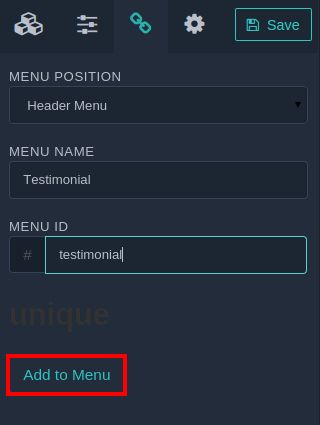 Save
MENU POSITION
Header Menu
MENU NAME
Testimonial
MENU ID
# testimonial
unique
Add to Menu